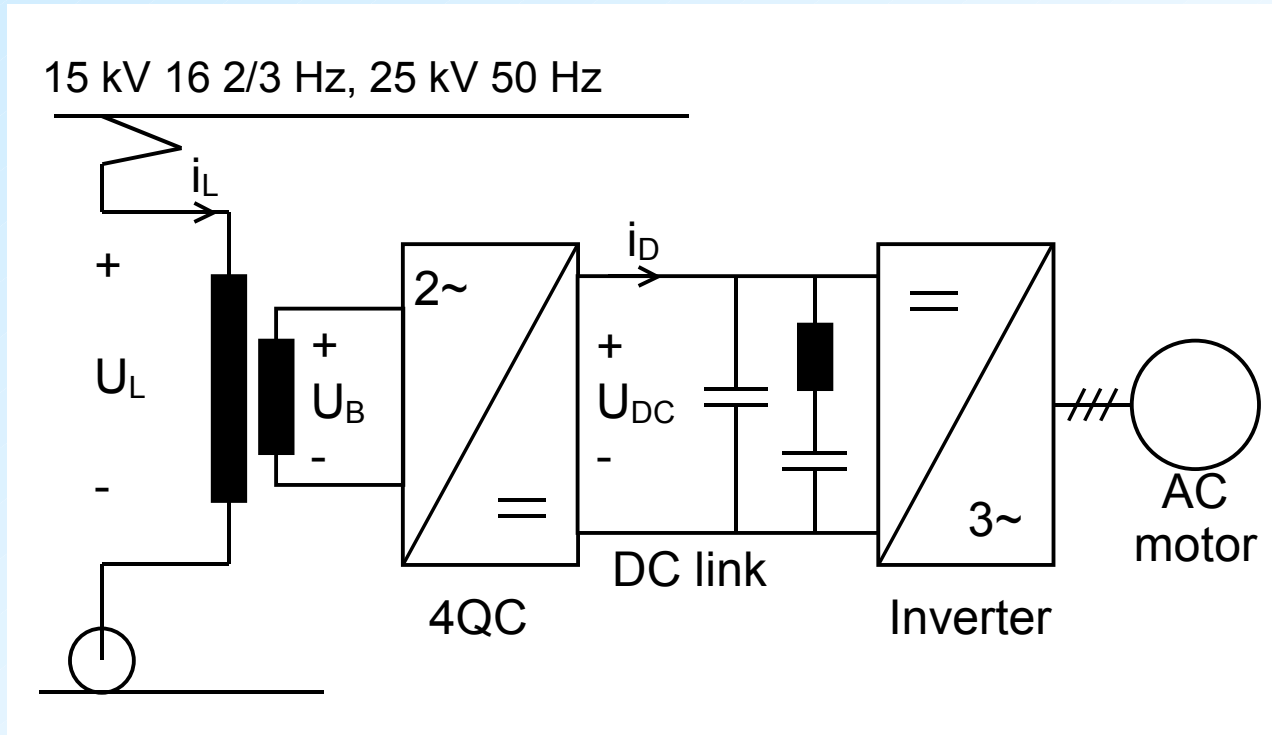 15 kV 16 2/3 Hz, 25 kV 50 Hz
iL
+
UL
-
+
UB
-
2~
4QC
iD
+
UDC
-
DC link
3~
Inverter
AC
motor